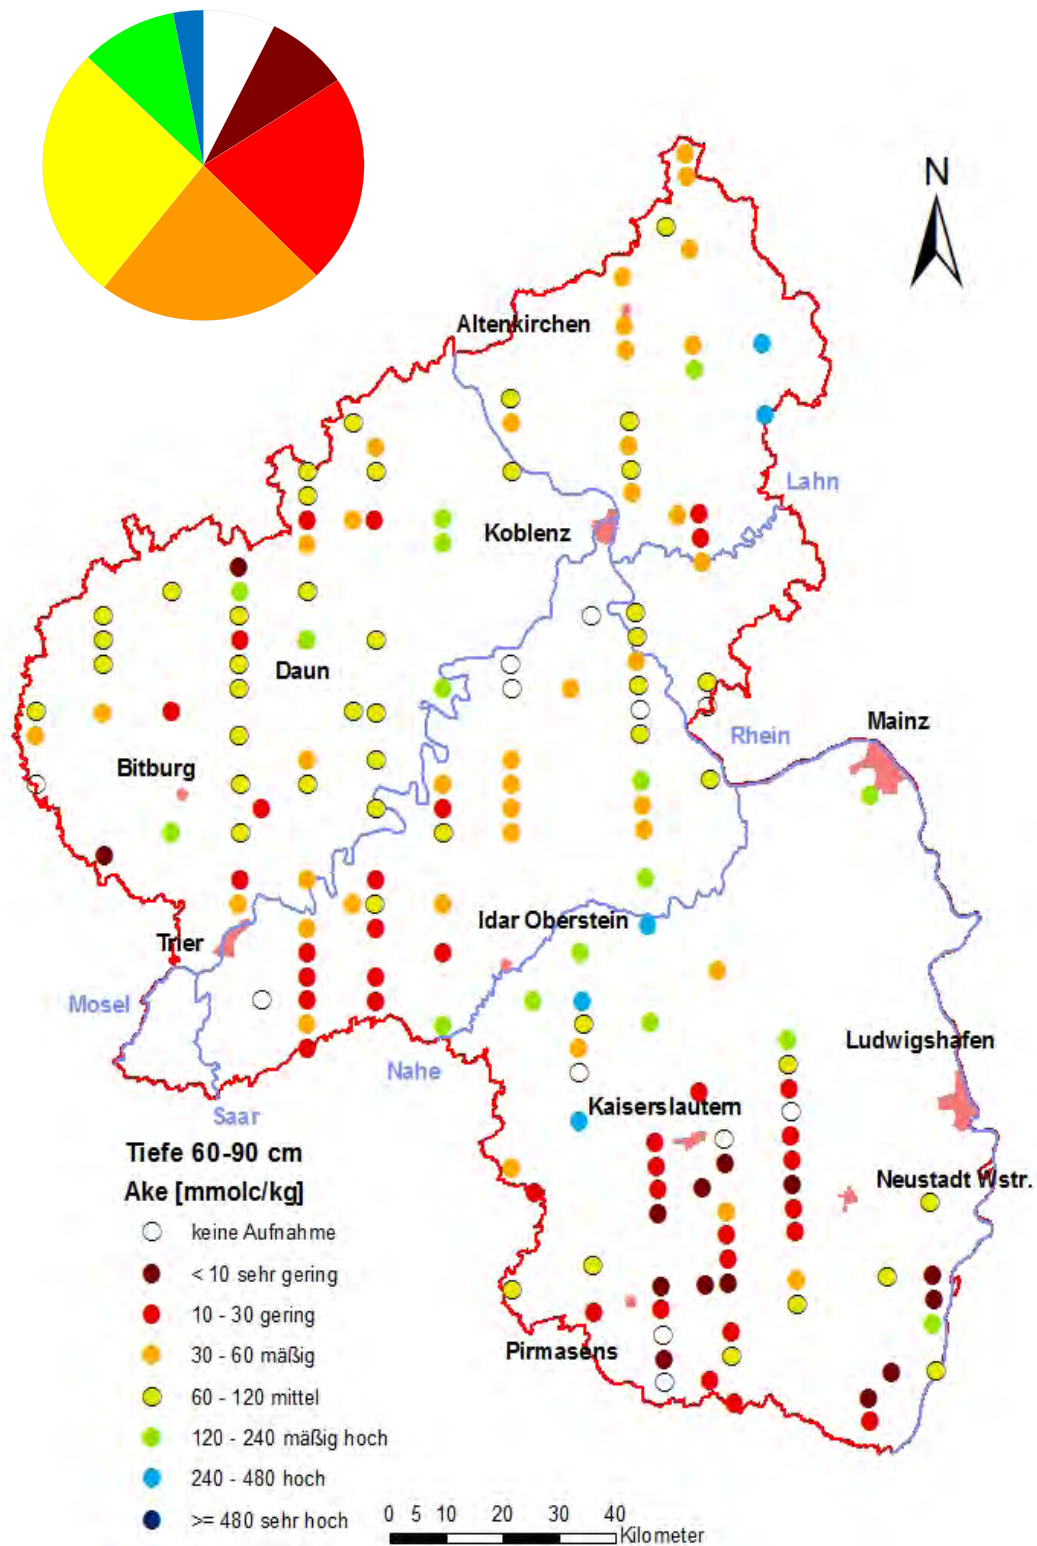 N
Altenkirchen
Lahn
Koblenz
Daun
Mainz
Rhein
Bitburg
Idar Oberstein
Trier
Mosel
Ludwigshafen
Nahe
Kaiserslautern
Saar
Tiefe 60-90 cm
Neustadt Wstr.
Ake [mmolc/kg]
keine Aufnahme
< 10 sehr gering
10 - 30 gering
30 - 60 mäßig
Pirmasens
60 - 120 mittel
120 - 240 mäßig hoch
240 - 480 hoch
>= 480 sehr hoch
0 5 10 20 30 40
Kilometer